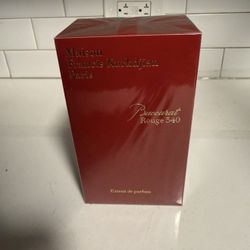 Maison
Francis Kurkdjian
Paris
Baccarat
Rouge 540
Extrait de parfum